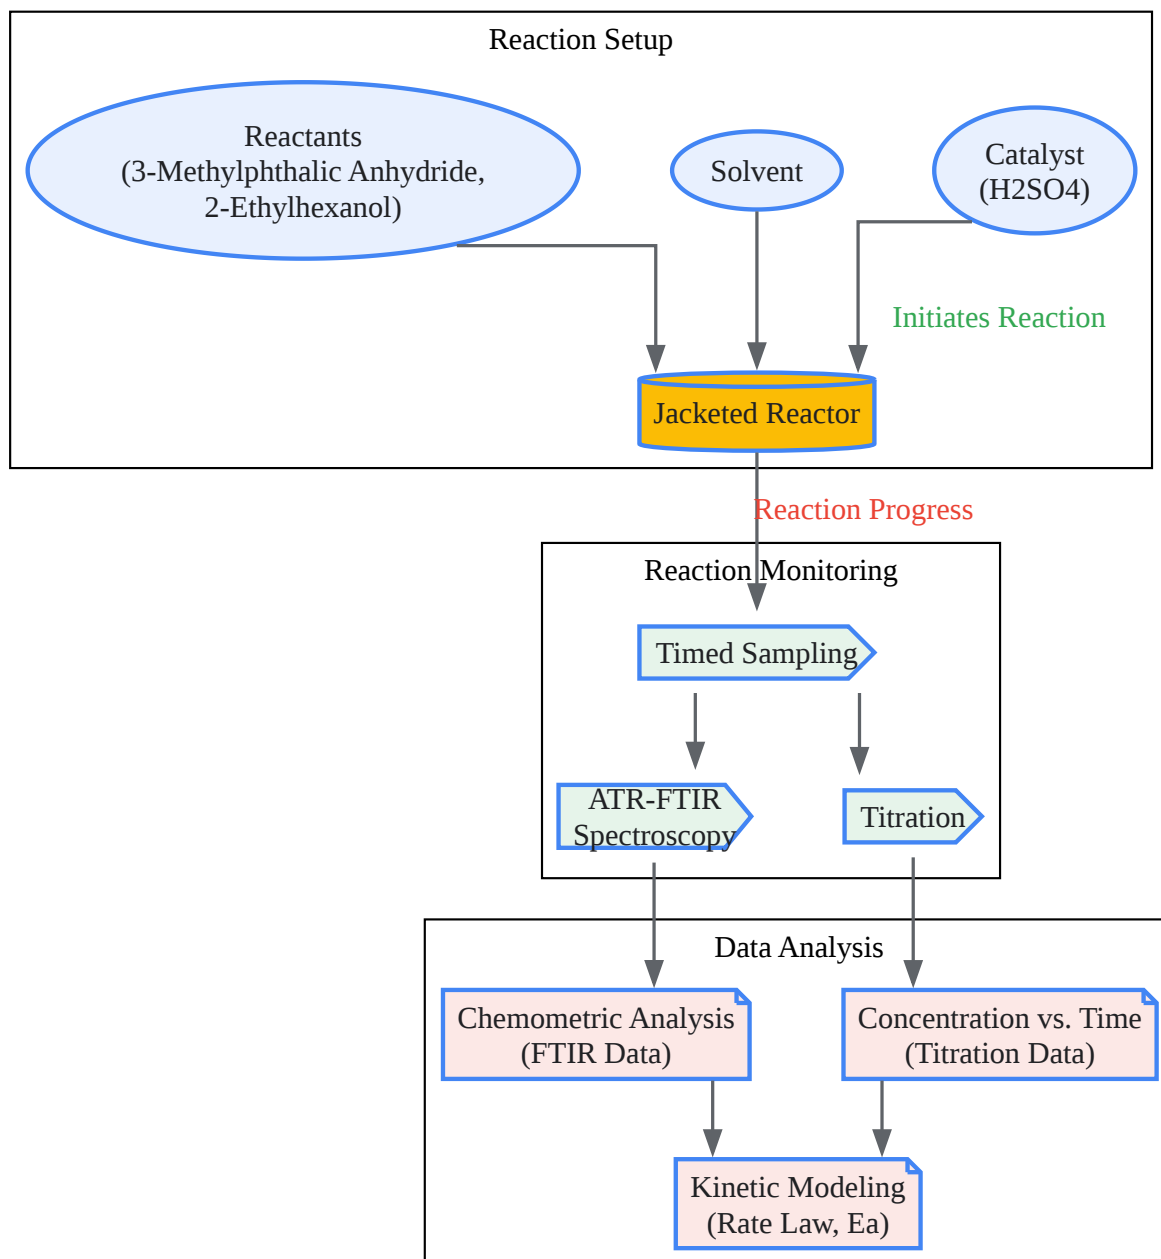 Reaction Setup
Reactants
(3-Methylphthalic Anhydride,
2-Ethylhexanol)
Solvent
Catalyst
(H2SO4)
Initiates Reaction
Jacketed Reactor
Reaction Progress
Reaction Monitoring
Timed Sampling
ATR-FTIR
Spectroscopy
Titration
Data Analysis
Chemometric Analysis
(FTIR Data)
Concentration vs. Time
(Titration Data)
Kinetic Modeling
(Rate Law, Ea)